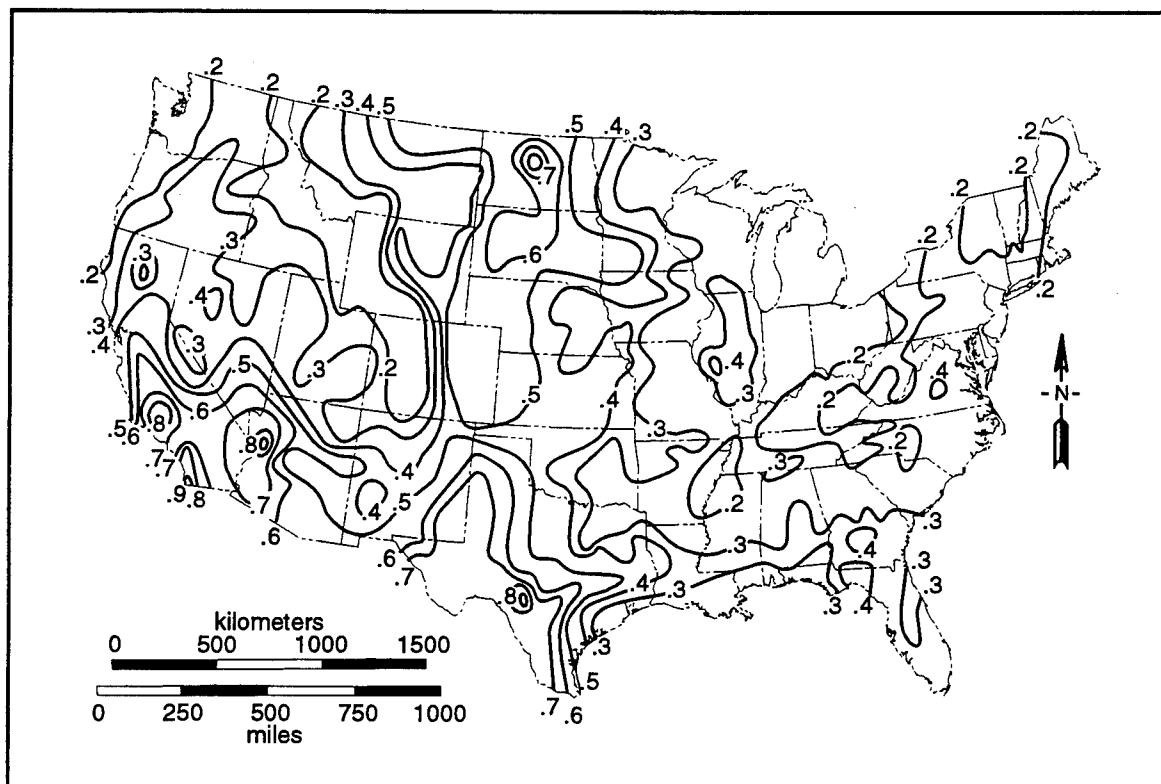 .2
.2 .2 .3 .4 .5
.5 .4 .3
.2
.7
.2 .2
.3
.3 .6 .2
.2 .3
.4 .2
.3
.4 .3 .5 .3 .2 .4 .2 .4
.3
.6 .5 .2
.5 .6 .8 .4
.8 .3 .2
.7 .4 .3
.7 .5 .2
.9 .8 .7 .4
.6 .3
.3 .4
.6 .3
.7 .4 .3 .3
.8 .3 .4
.3
.5
.7 .6
-N-
kilometers
0 500 1000 1500
0 250 500 750 1000
miles